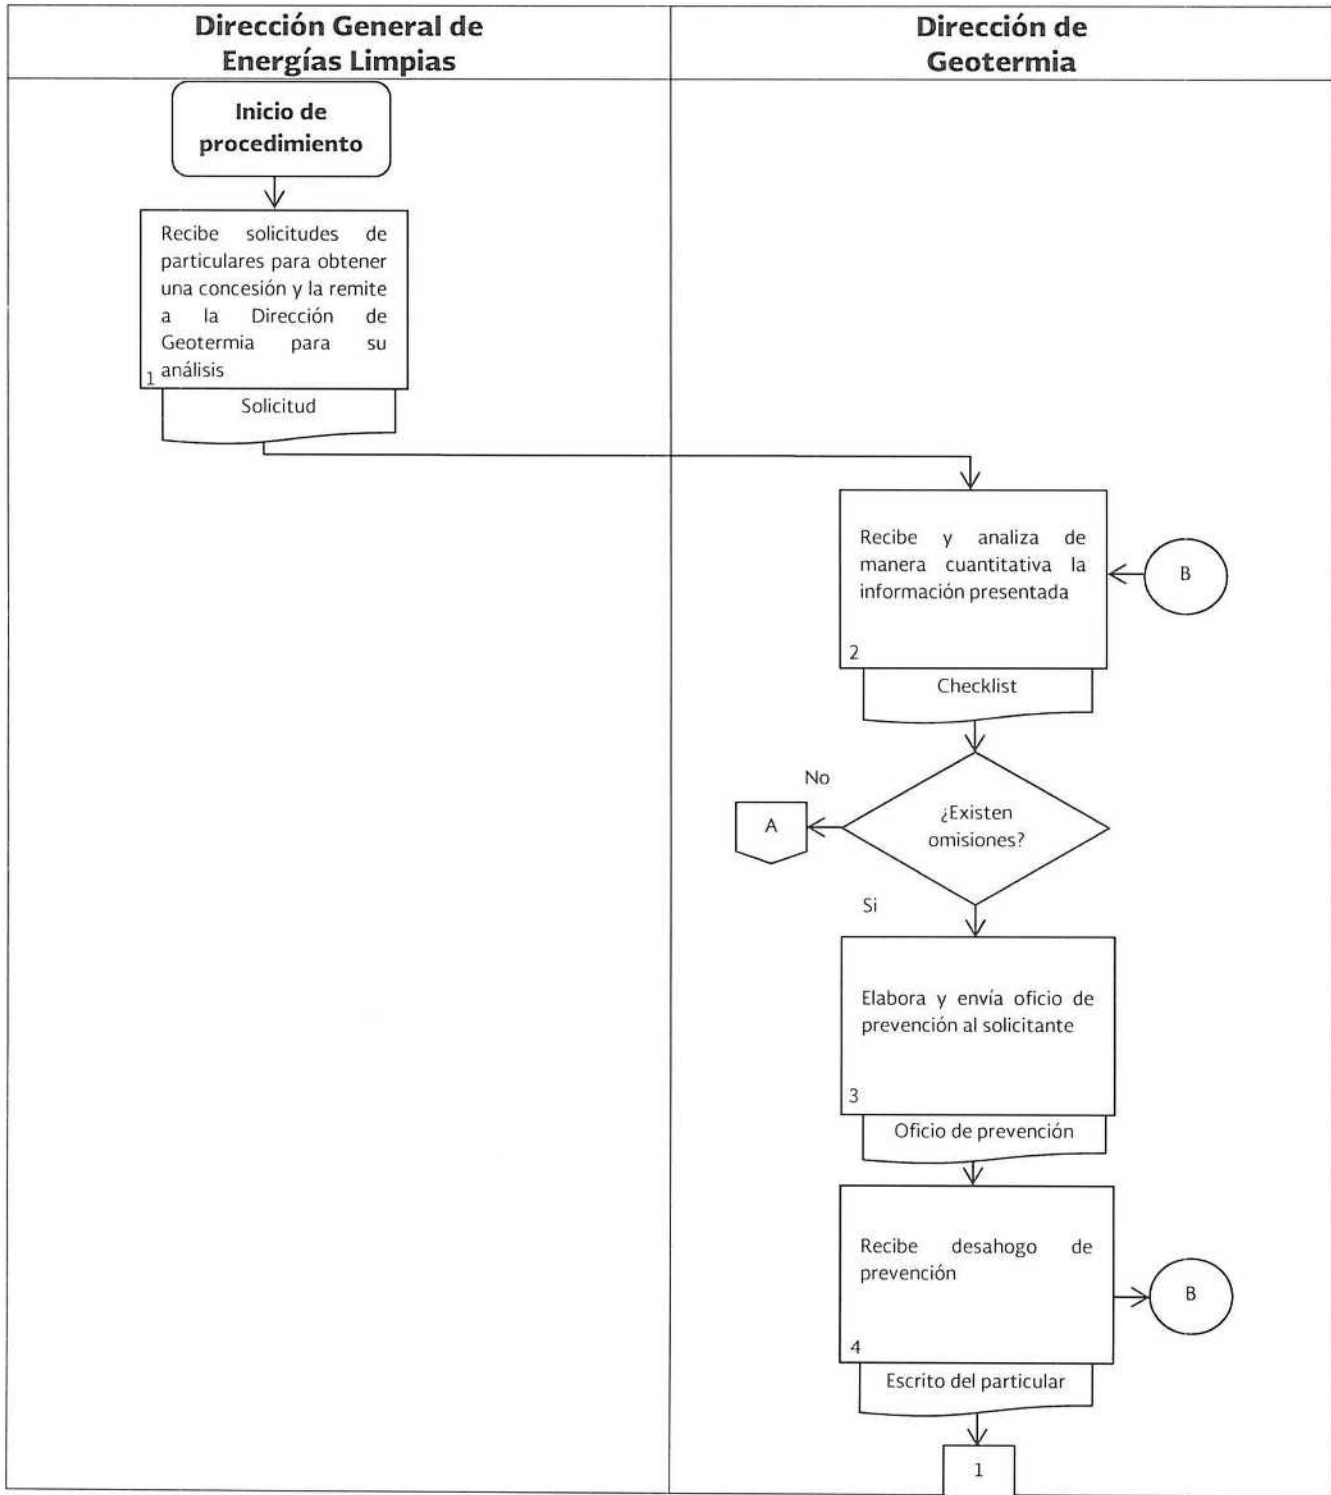 Dirección General de
Energías Limpias
Dirección de
Geotermia
Inicio de
procedimiento
Recibe solicitudes de
particulares para obtener
una concesión y la remite
a la Dirección de
Geotermia para su
1 análisis
Solicitud
Recibe y analiza de
manera cuantitativa la
información presentada
2
B
Checklist
No
A
¿Existen
omisiones?
Si
Elabora y envía oficio de
prevención al solicitante
3
Oficio de prevención
Recibe desahogo de
prevención
B
4
Escrito del particular
1